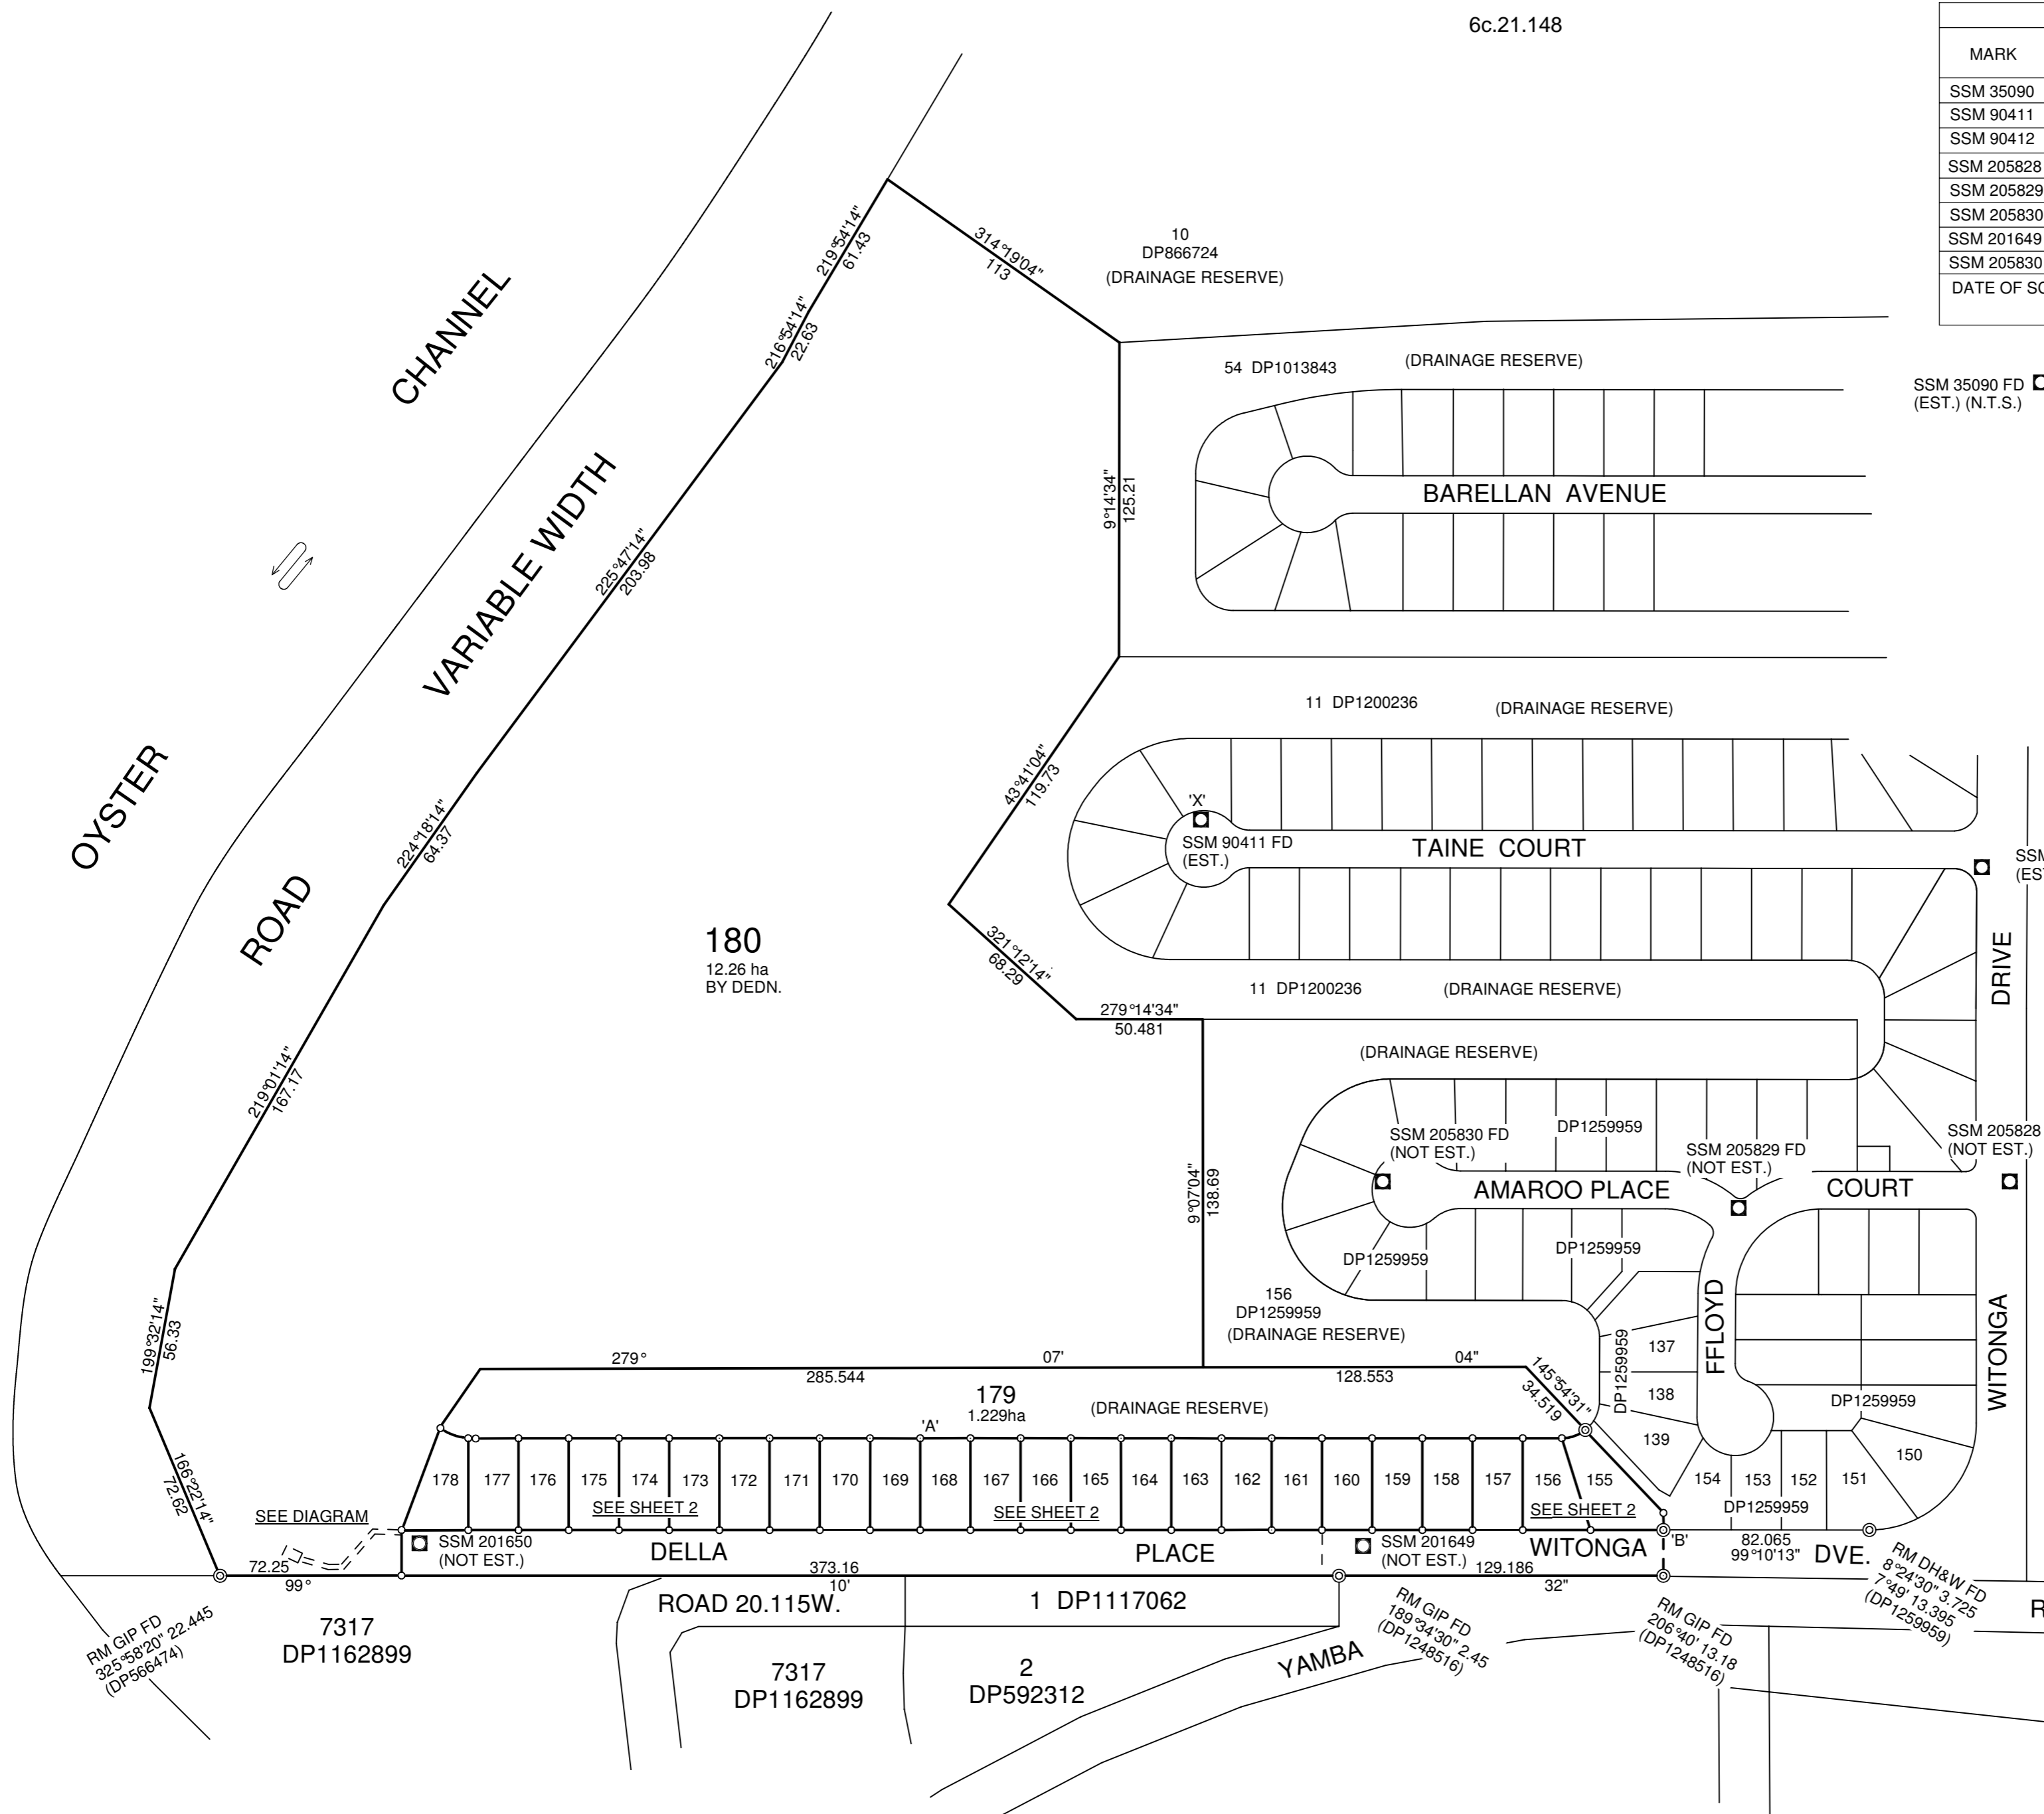 6c.21.148
MARK
SSM 35090
SSM 90411
SSM 90412
SSM 205828
SSM 205829
SSM 205830
SSM 201649
SSM 205830
10
DP866724
(DRAINAGE RESERVE)
314°19'04"
113
219°54'14"
61.43
216°54'14"
22.63
CHANNEL
54 DP1013843
(DRAINAGE RESERVE)
SSM 35090 FD
(EST.) (N.T.S.)
9°14'34"
125.21
BARELLAN AVENUE
225°47'14"
203.98
VARIABLE WIDTH
11 DP1200236
(DRAINAGE RESERVE)
43°41'04"
119.73
'X'
SSM 90411 FD
(EST.)
TAINE COURT
OYSTER
224°18'14"
64.37
ROAD
180
12.26 ha
BY DEDN.
321°12'14"
68.29
11 DP1200236
(DRAINAGE RESERVE)
DRIVE
279°14'34"
50.481
(DRAINAGE RESERVE)
219°01'14"
167.17
SSM 205830 FD
(NOT EST.)
DP1259959
SSM 205829 FD
(NOT EST.)
SSM 205828
(NOT EST.)
AMAROO PLACE
COURT
9°07'04"
138.69
DP1259959
DP1259959
156
DP1259959
(DRAINAGE RESERVE)
199°32'14"
56.33
DP1259959
137
138
139
FFLOYD
WITONGA
DP1259959
279°
07'
04"
285.544
128.553
145°54'31"
34.519
179
1.229ha
(DRAINAGE RESERVE)
'A'
166°22'14"
72.62
178
177
176
175
174
173
172
171
170
169
168
167
166
165
164
163
162
161
160
159
158
157
156
155
154
153
152
151
150
SEE SHEET 2
SEE SHEET 2
SEE SHEET 2
DP1259959
SEE DIAGRAM
SSM 201650
(NOT EST.)
DELLA
PLACE
SSM 201649
(NOT EST.)
WITONGA
'B'
82.065
99°10'13"
DVE.
72.25
99°
373.16
10'
129.186
32"
RM DH&W FD
8°24'30" 3.725
7°49' 13.395
(DP1259959)
ROAD 20.115W.
1 DP1117062
R
RM GIP FD
325°58'20" 22.445
(DP566474)
7317
DP1162899
7317
DP1162899
2
DP592312
YAMBA
RM GIP FD
189°34'30" 2.45
(DP1248516)
RM GIP FD
206°40' 13.18
(DP1248516)